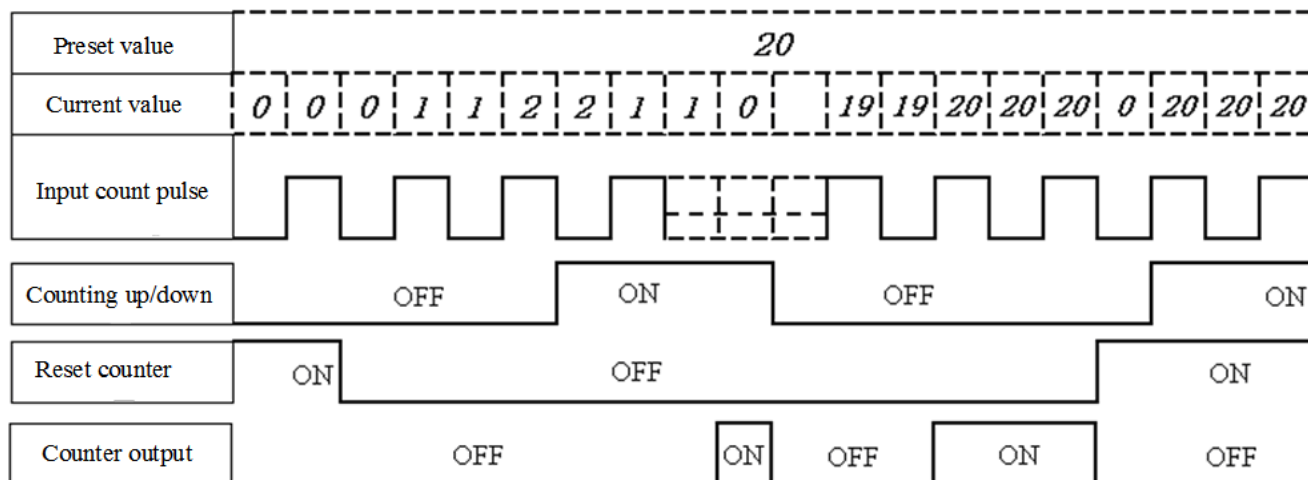 Preset value
20
Current value
0 0 0 1 1 2 2 1 1 0 19 19 20 20 20 0 20 20 20
Input count pulse
Counting up/down
OFF ON OFF ON
Reset counter
ON OFF ON
Counter output
OFF ON OFF ON OFF